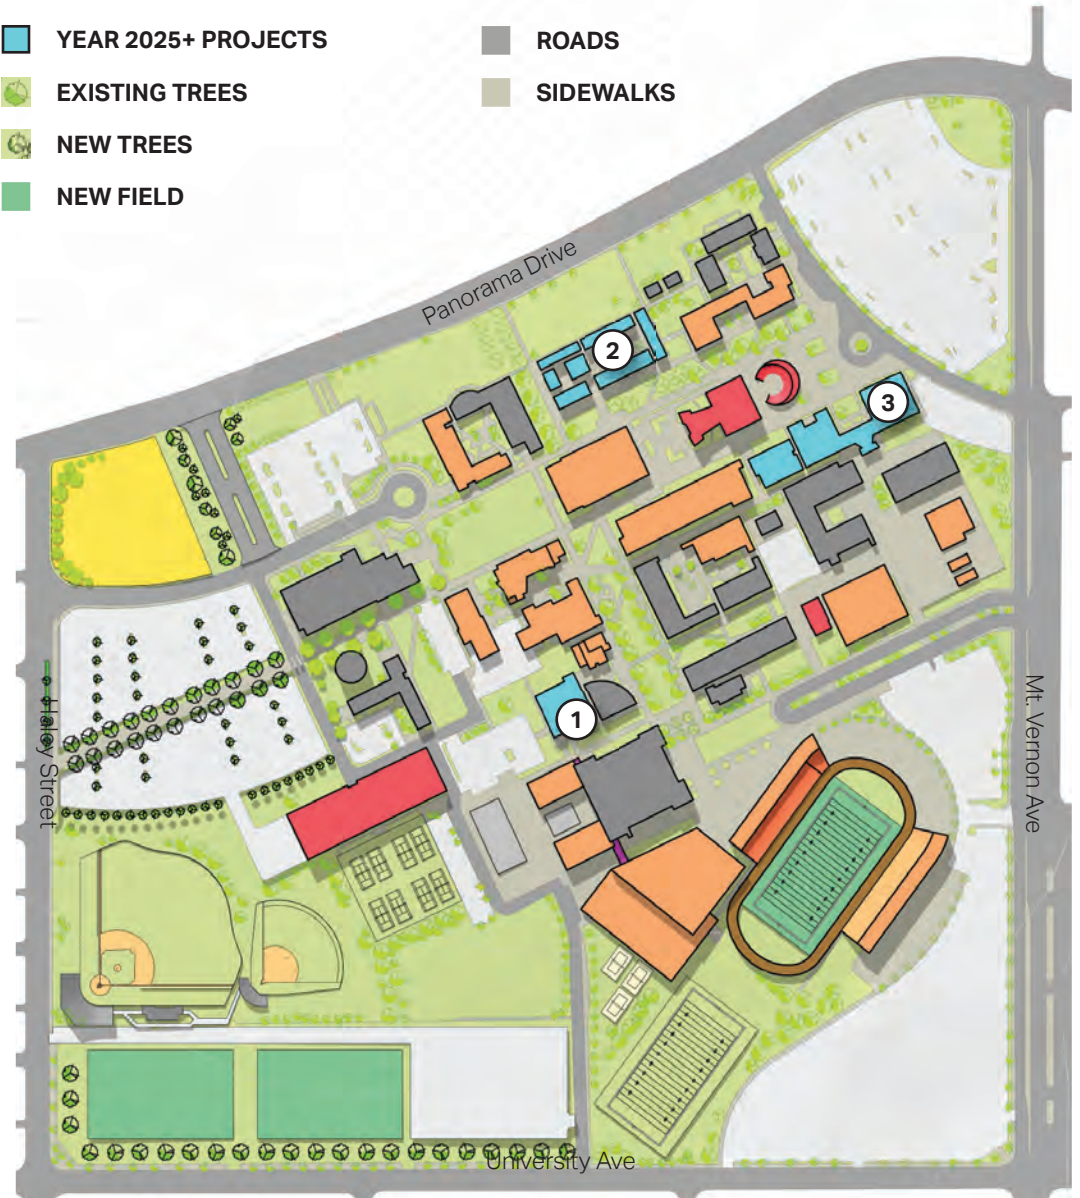 YEAR 2025+ PROJECTS
EXISTING TREES
NEW TREES
NEW FIELD
ROADS
SIDEWALKS
Panorama Drive
2
3
1
Haley Street
Mt. Vernon Ave
University Ave